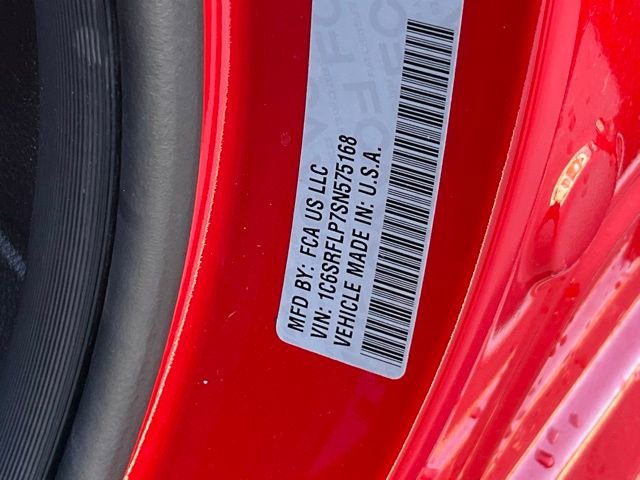 MFD BY: FCA US LLC
VIN: 1C6SRFLP7SN575168
VEHICLE MADE IN: U.S.A.